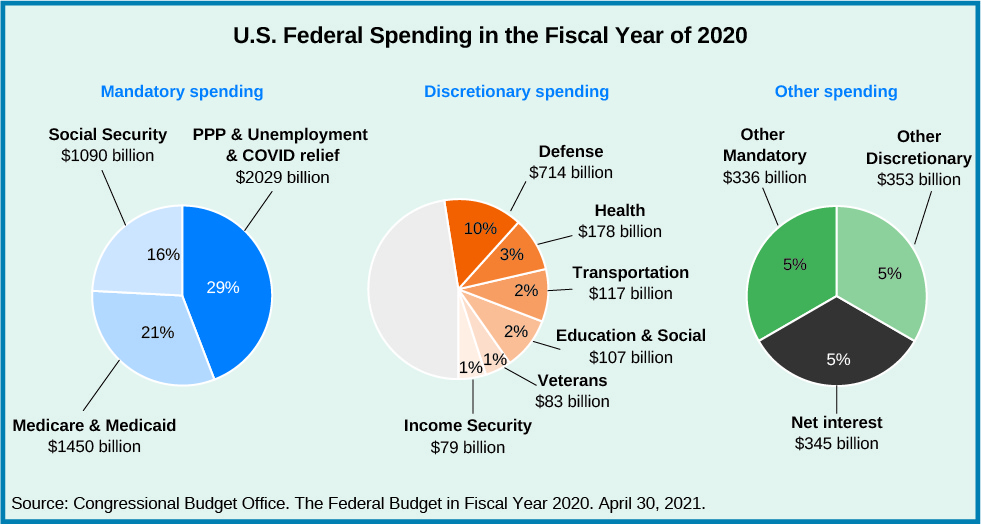 U.S. Federal Spending in the Fiscal Year of 2020
Mandatory spending
Social Security
$1090 billion
PPP & Unemployment
& COVID relief
$2029 billion
16%
29%
21%
Medicare & Medicaid
$1450 billion
Discretionary spending
Defense
$714 billion
Health
$178 billion
Transportation
$117 billion
Education & Social
$107 billion
Veterans
$83 billion
Income Security
$79 billion
10%
3%
2%
2%
1%
1%
Other spending
Other
Mandatory
$336 billion
Other
Discretionary
$353 billion
5%
5%
5%
Net interest
$345 billion
Source: Congressional Budget Office. The Federal Budget in Fiscal Year 2020. April 30, 2021.